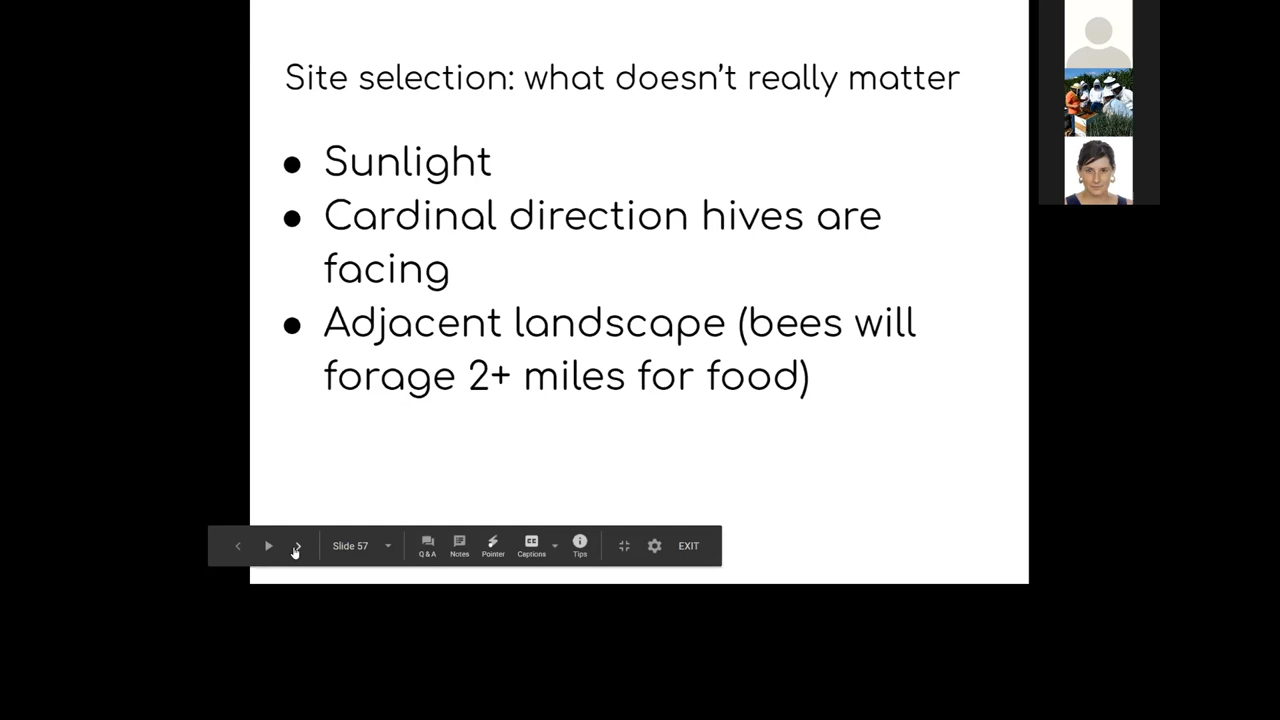 Site selection: what doesn't really matter
● Sunlight
● Cardinal direction hives are
facing
● Adjacent landscape (bees will
forage 2+ miles for food)
Slide 57
Q & A
Notes
Pointer
Captions
Tips
EXIT